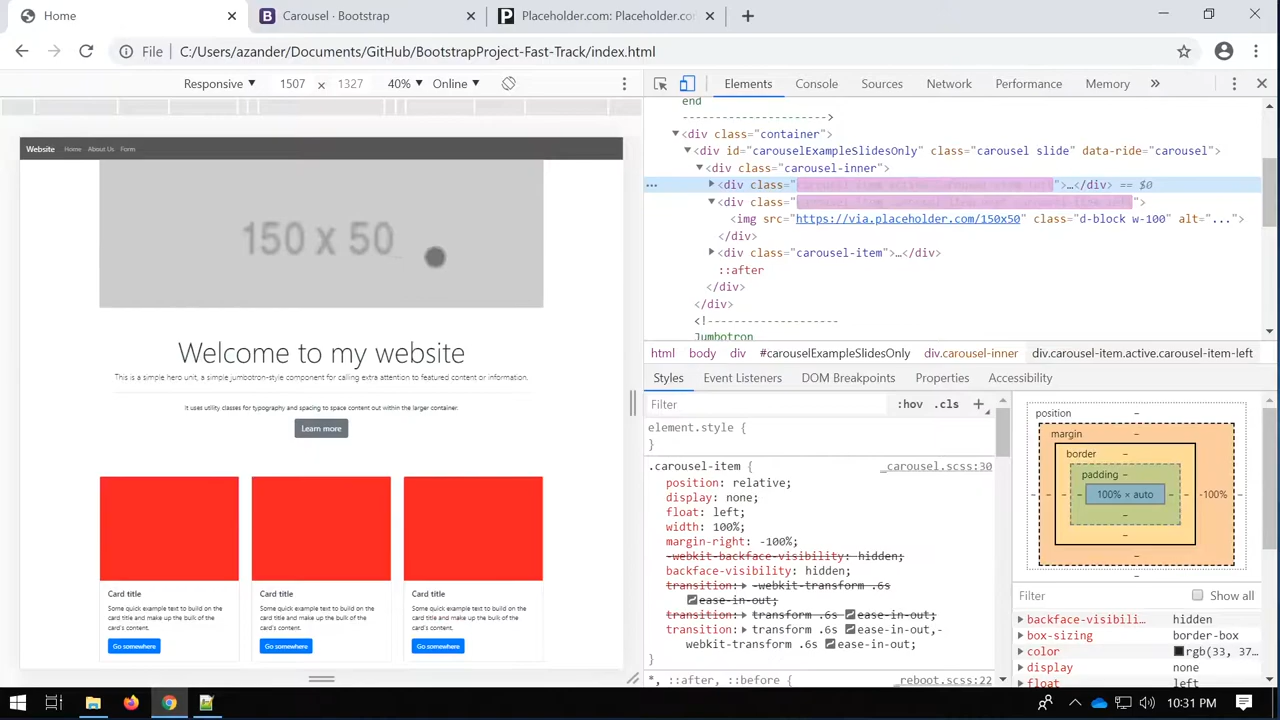 Home
Carousel · Bootstrap
Placeholder.com: Placeholder.co
File C:/Users/azander/Documents/GitHub/BootstrapProject-Fast-Track/index.html
Responsive 1507 x 1327 40% Online
Elements Console Sources Network Performance Memory
end
------------------->
<div class="container">
<div id="carouselExampleSlidesOnly" class="carousel slide" data-ride="carousel">
<div class="carousel-inner">
<div class=" ">…</div> == $0
<div class=" ">
<img src="https://via.placeholder.com/150x50" class="d-block w-100" alt="...">
</div>
<div class="carousel-item">…</div>
::after
</div>
</div>
<!--------------------
Jumbotron
html body div #carouselExampleSlidesOnly div.carousel-inner div.carousel-item.active.carousel-item-left
Styles Event Listeners DOM Breakpoints Properties Accessibility
Filter :hov .cls +
element.style {
}
.carousel-item { _carousel.scss:30
position: relative;
display: none;
float: left;
width: 100%;
margin-right: -100%;
-webkit-backface-visibility: hidden;
backface-visibility: hidden;
transition: -webkit-transform .6s
ease-in-out;
transition: transform .6s ease-in-out;
transition: transform .6s ease-in-out,-
webkit-transform .6s ease-in-out;
}
*, ::after, ::before { _reboot.scss:22
position –
margin –
border –
padding –
– – – 100% × auto – – -100%
–
–
–
–
Filter Show all
backface-visibili... hidden
box-sizing border-box
color rgb(33, 37...
display none
float left
Website Home About Us Form
150 x 50
Welcome to my website
This is a simple hero unit, a simple jumbotron-style component for calling extra attention to featured content or information.
It uses utility classes for typography and spacing to space content out within the larger container.
Learn more
Card title
Some quick example text to build on the
card's title and make up the bulk of the
card's content.
Go somewhere
Card title
Some quick example text to build on the
card's title and make up the bulk of the
card's content.
Go somewhere
Card title
Some quick example text to build on the
card's title and make up the bulk of the
card's content.
Go somewhere
10:31 PM